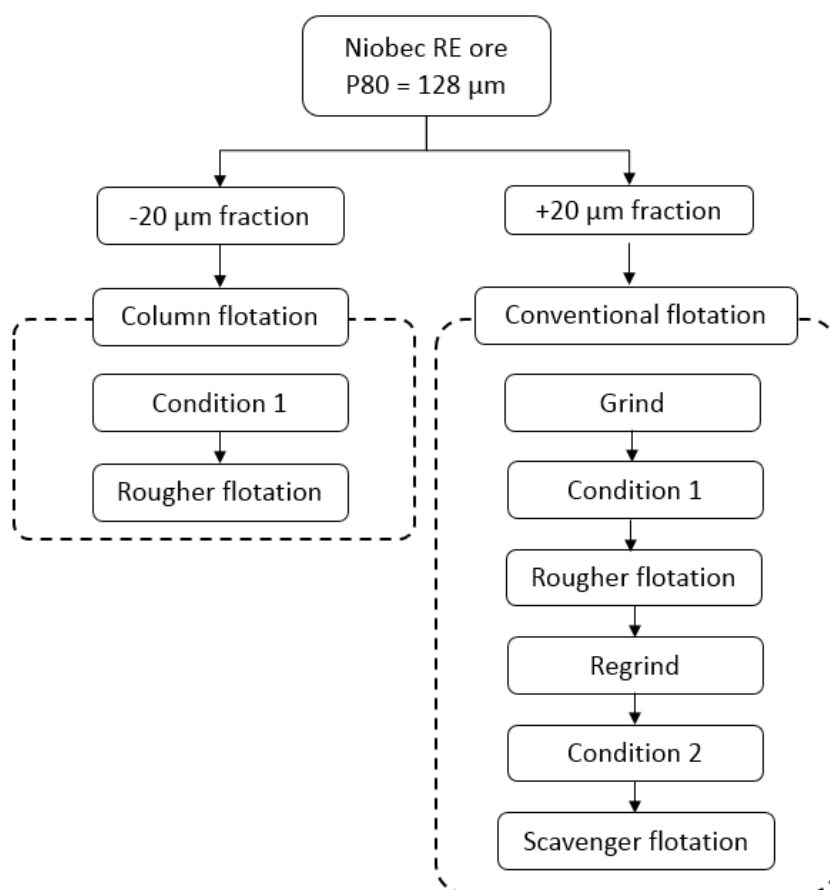 Niobec RE ore
P80 = 128 µm
-20 µm fraction
+20 µm fraction
Column flotation
Condition 1
Rougher flotation
Conventional flotation
Grind
Condition 1
Rougher flotation
Regrind
Condition 2
Scavenger flotation